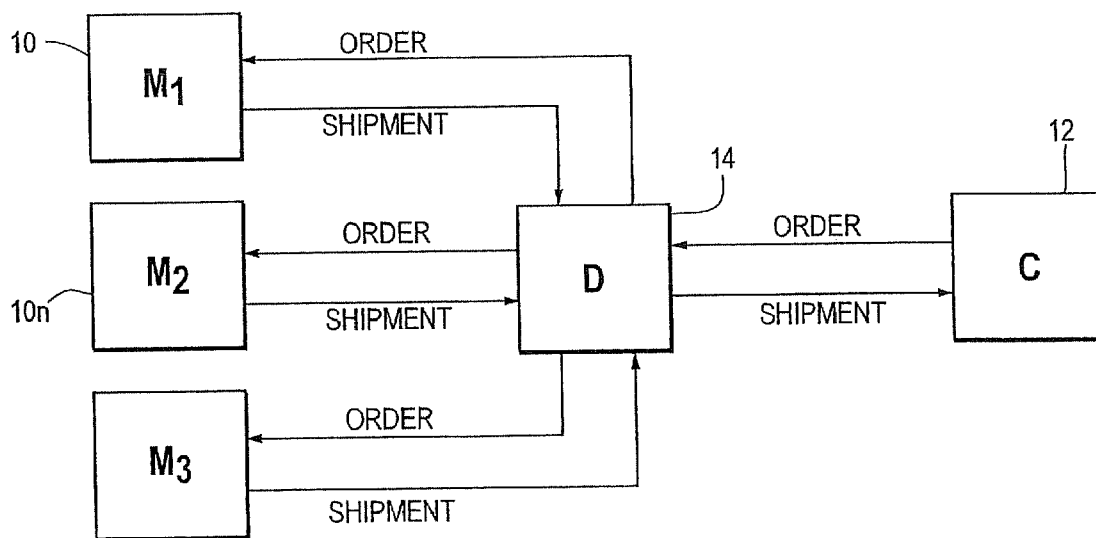 10
M1
ORDER
SHIPMENT
14
12
M2
10n
ORDER
SHIPMENT
D
ORDER
SHIPMENT
C
M3
ORDER
SHIPMENT